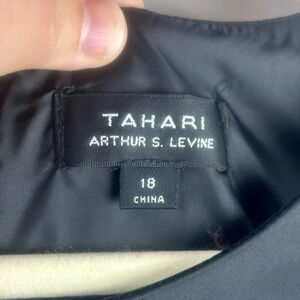 TAHARI
ARTHUR S. LEVINE
18
CHINA